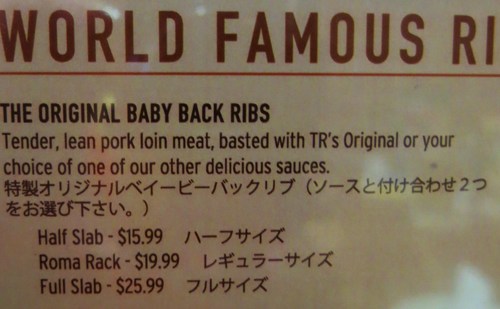 WORLD FAMOUS RI
THE ORIGINAL BABY BACK RIBS
Tender, lean pork loin meat, basted with TR's Original or your
choice of one of our other delicious sauces.
特製オリジナルベイービーバックリブ（ソースと付け合わせ２つ
をお選び下さい。）
Half Slab - $15.99 ハーフサイズ
Roma Rack - $19.99 レギュラーサイズ
Full Slab - $25.99 フルサイズ